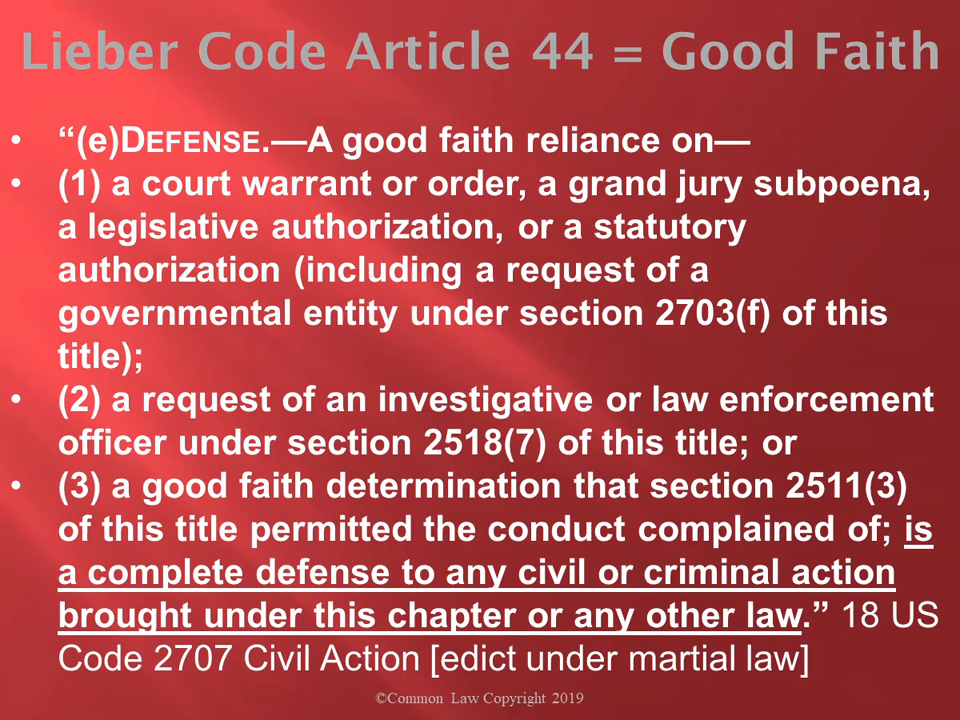 Lieber Code Article 44 = Good Faith
• “(e)DEFENSE.—A good faith reliance on—
• (1) a court warrant or order, a grand jury subpoena,
a legislative authorization, or a statutory
authorization (including a request of a
governmental entity under section 2703(f) of this
title);
• (2) a request of an investigative or law enforcement
officer under section 2518(7) of this title; or
• (3) a good faith determination that section 2511(3)
of this title permitted the conduct complained of; is
a complete defense to any civil or criminal action
brought under this chapter or any other law.” 18 US
Code 2707 Civil Action [edict under martial law]
©Common Law Copyright 2019